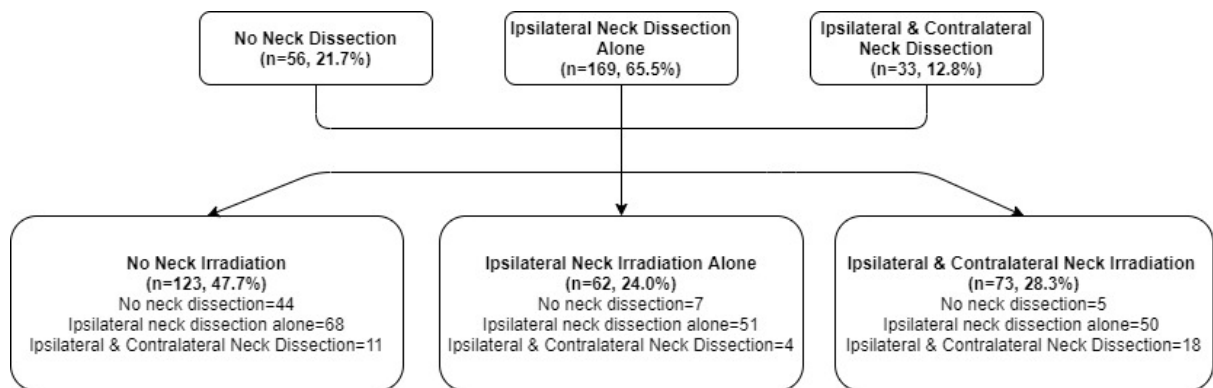 No Neck Dissection
(n=56, 21.7%)
Ipsilateral Neck Dissection
Alone
(n=169, 65.5%)
Ipsilateral & Contralateral
Neck Dissection
(n=33, 12.8%)
No Neck Irradiation
(n=123, 47.7%)
No neck dissection=44
Ipsilateral neck dissection alone=68
Ipsilateral & Contralateral Neck Dissection=11
Ipsilateral Neck Irradiation Alone
(n=62, 24.0%)
No neck dissection=7
Ipsilateral neck dissection alone=51
Ipsilateral & Contralateral Neck Dissection=4
Ipsilateral & Contralateral Neck Irradiation
(n=73, 28.3%)
No neck dissection=5
Ipsilateral neck dissection alone=50
Ipsilateral & Contralateral Neck Dissection=18